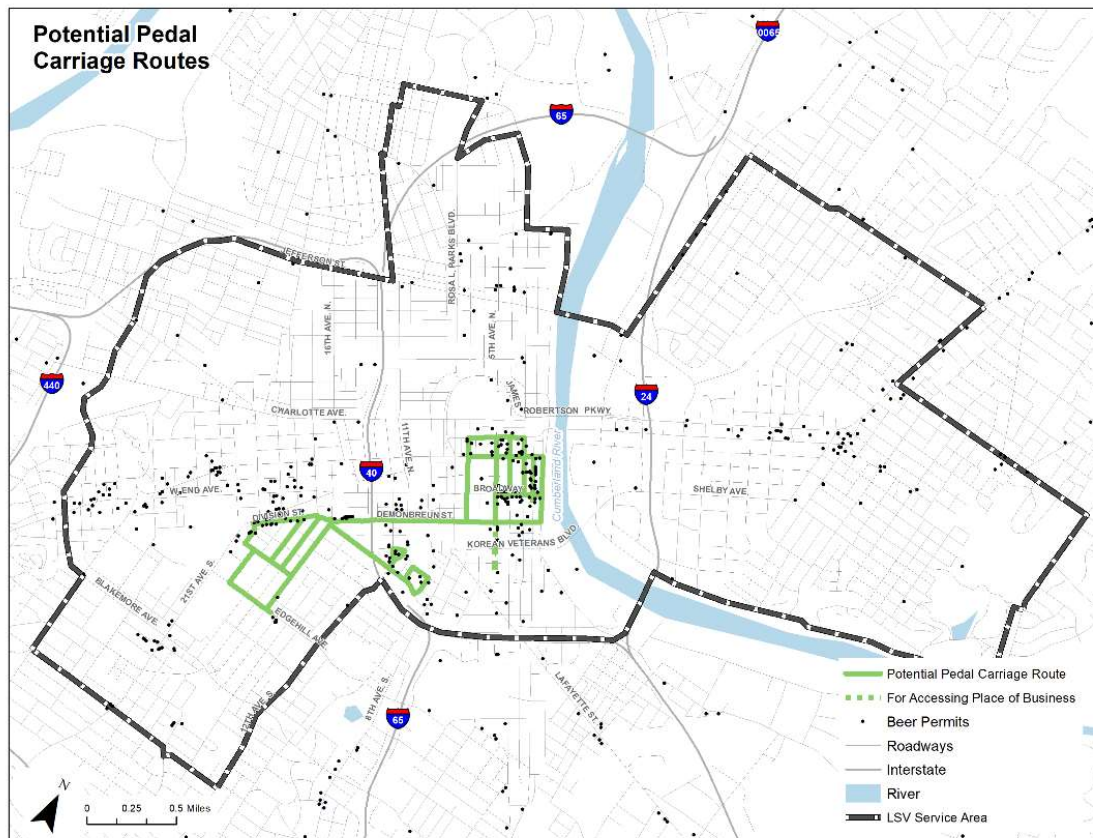 Potential Pedal
Carriage Routes
65
JEFFERSON ST.
ROSA L. PARKS BLVD
16TH AVE. N.
5TH AVE. N.
440
JAMES
ROBERTSON PKWY
24
CHARLOTTE AVE.
11TH AVE. N.
40
Cumberland River
W. END AVE.
BROADWAY
SHELBY AVE.
DIVISION ST.
DEMONBREUN ST.
KOREAN VETERANS BLVD
21ST AVE. S.
BLAKEMORE AVE.
EDGEHILL AVE.
8TH AVE. S.
LAFAYETTE ST.
65
Potential Pedal Carriage Route
For Accessing Place of Business
Beer Permits
Roadways
Interstate
River
LSV Service Area
N
0 0.25 0.5 Miles